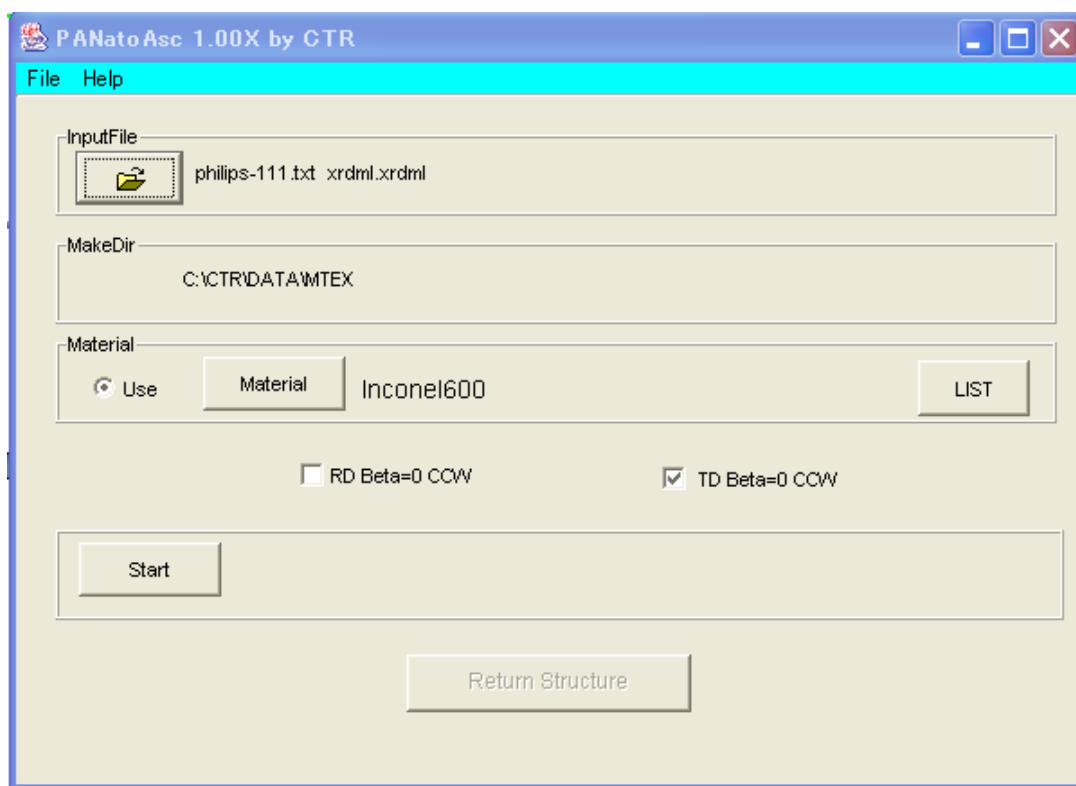 PANatoAsc 1.00X by CTR
File Help
InputFile
philips-111.txt xrdml.xrdml
MakeDir
C:\CTR\DATA\MTEX
Material
Use Material Inconel600 LIST
RD Beta=0 CCW TD Beta=0 CCW
Start
Return Structure